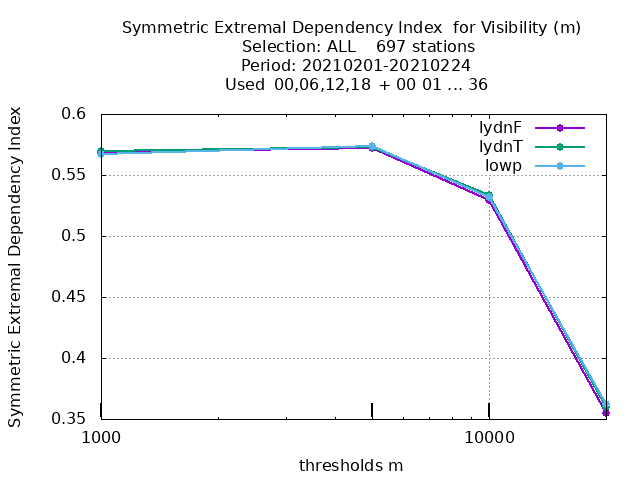 Symmetric Extremal Dependency Index for Visibility (m)
Selection: ALL 697 stations
Period: 20210201-20210224
Used 00,06,12,18 + 00 01 ... 36
Symmetric Extremal Dependency Index
0.6
0.55
0.5
0.45
0.4
0.35
lydnF
lydnT
lowp
1000
10000
thresholds m